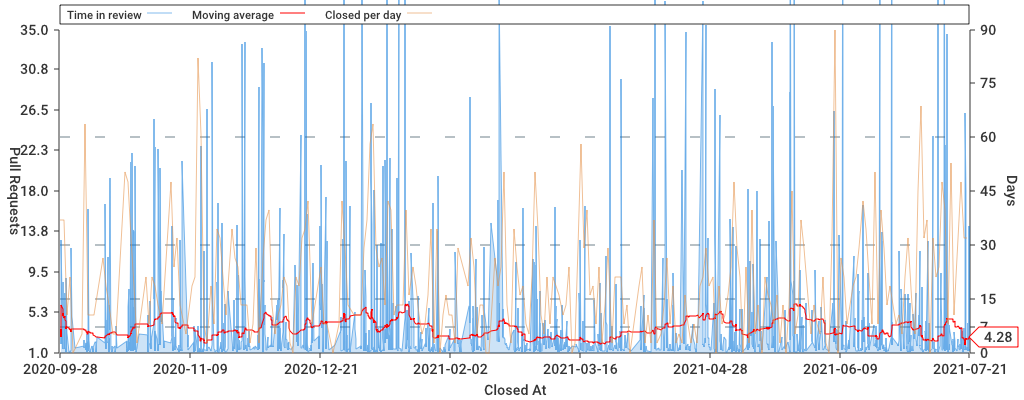 Time in review Moving average Closed per day
35.0 90
30.8 75
26.5 60
22.3
18.0 45
13.8 30
9.5 15
5.3 7
1.0 0
4.28
Pull Requests
Days
2020-09-28 2020-11-09 2020-12-21 2021-02-02 2021-03-16 2021-04-28 2021-06-09 2021-07-21
Closed At